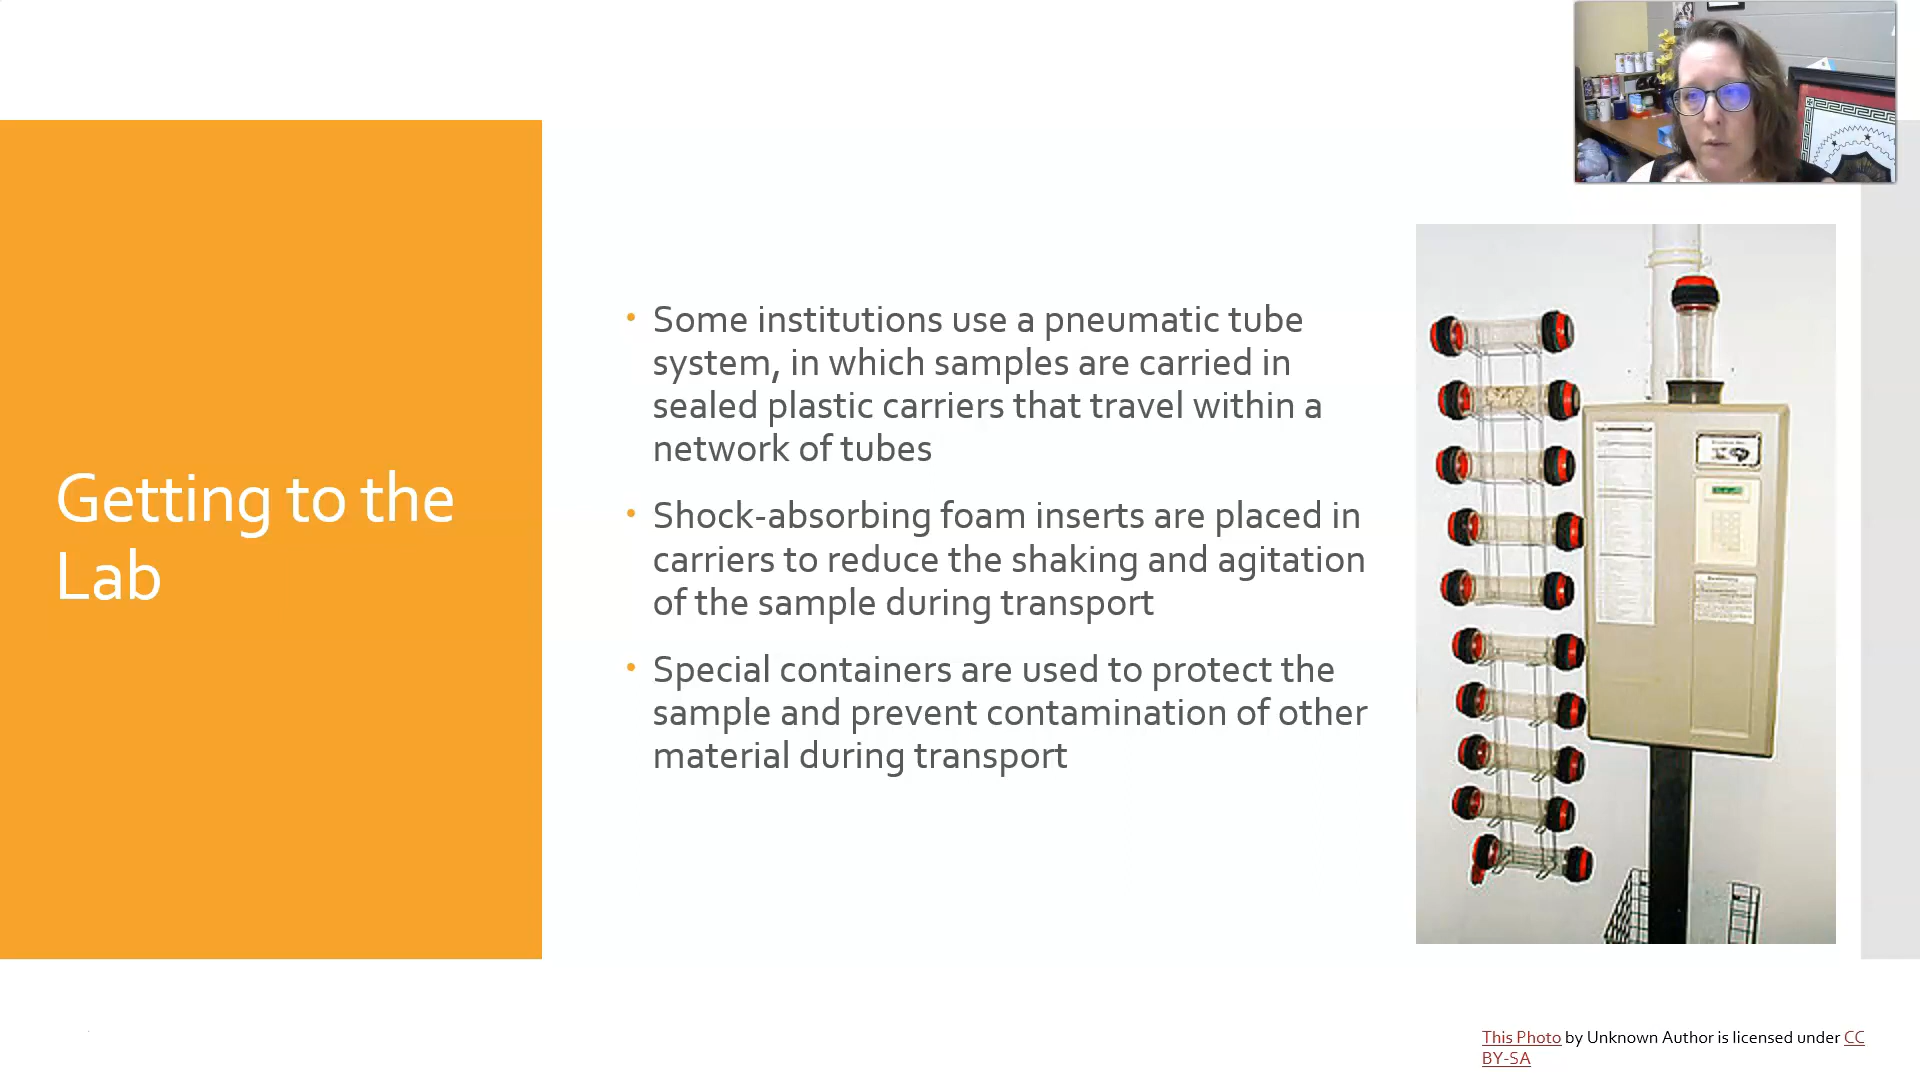 Getting to the
Lab
• Some institutions use a pneumatic tube
system, in which samples are carried in
sealed plastic carriers that travel within a
network of tubes
• Shock-absorbing foam inserts are placed in
carriers to reduce the shaking and agitation
of the sample during transport
• Special containers are used to protect the
sample and prevent contamination of other
material during transport
This Photo by Unknown Author is licensed under CC
BY-SA